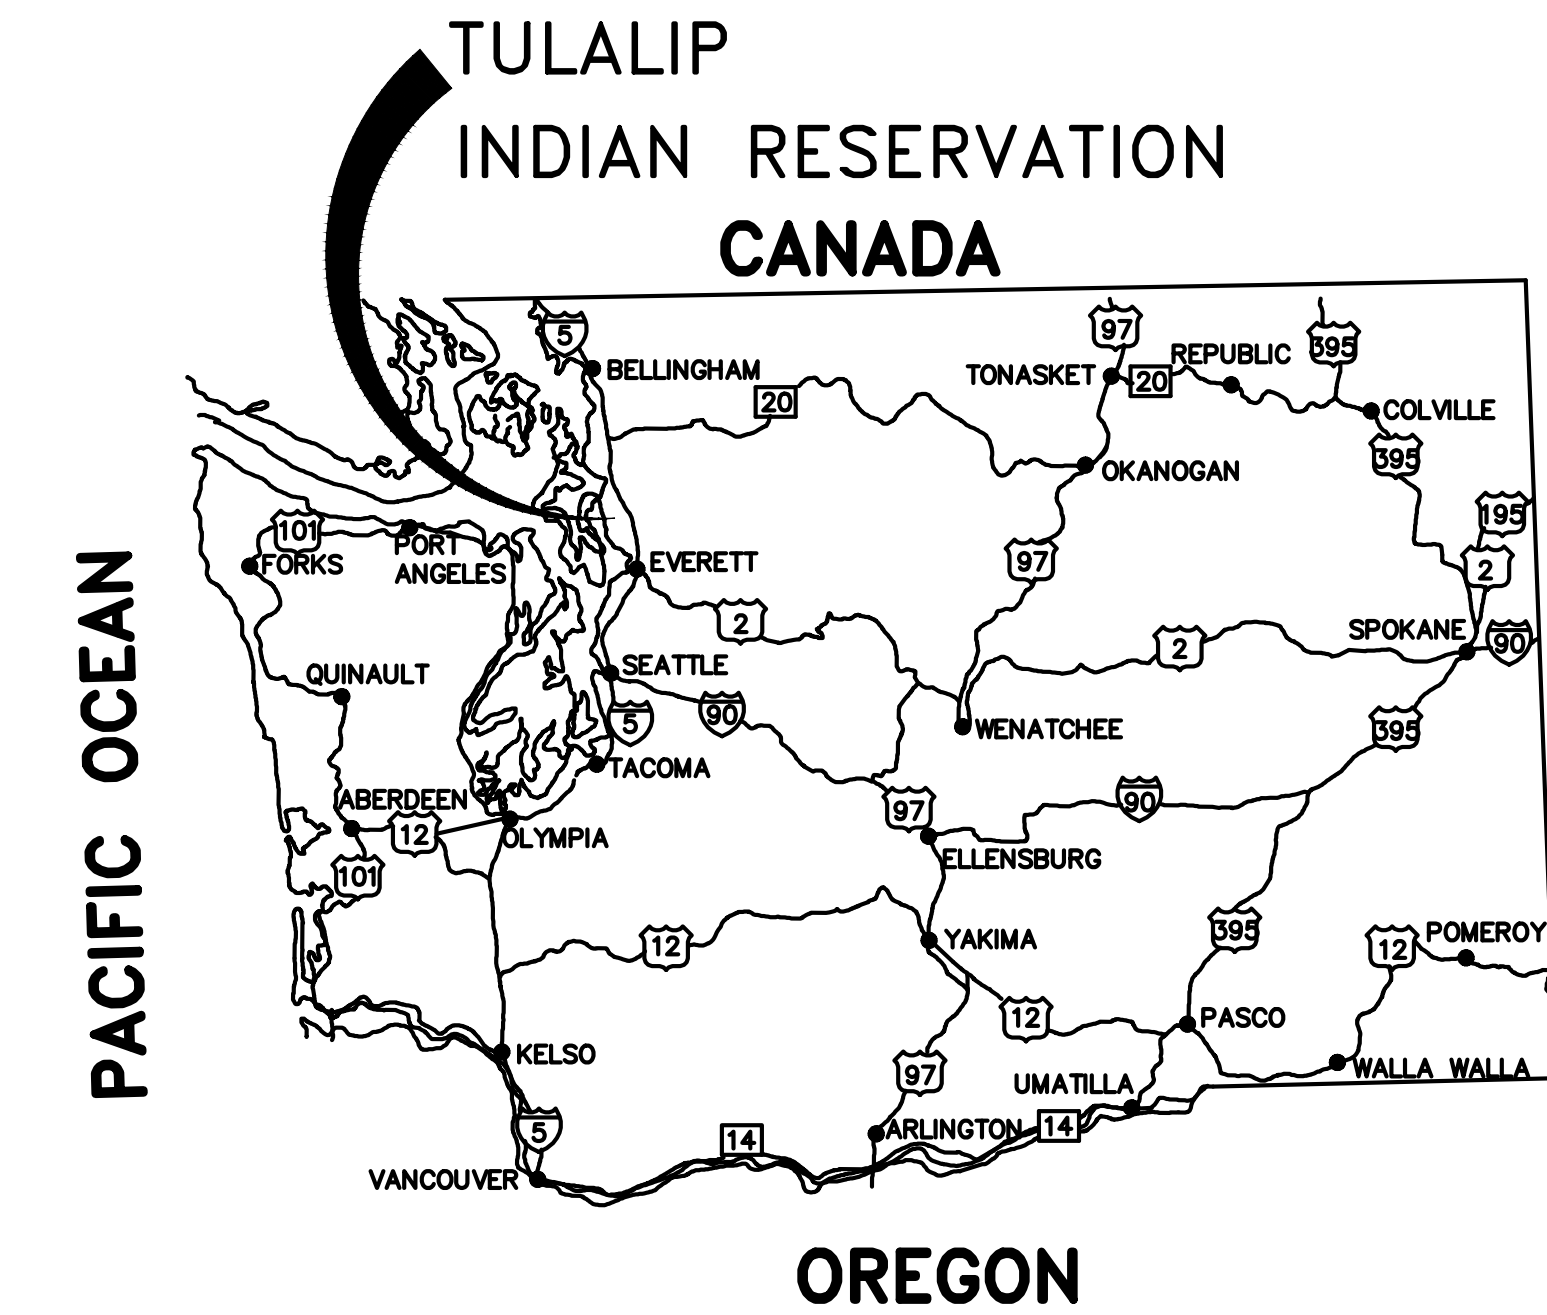 TULALIP
INDIAN RESERVATION
CANADA
5
97
395
BELLINGHAM
TONASKET
20
REPUBLIC
20
COLVILLE
395
OKANOGAN
195
101
PORT
ANGELES
FORKS
EVERETT
97
2
2
SPOKANE
90
2
QUINAULT
SEATTLE
5
90
WENATCHEE
395
TACOMA
ABERDEEN
12
OLYMPIA
97
90
ELLENSBURG
101
PACIFIC OCEAN
12
YAKIMA
395
12
POMEROY
12
PASCO
KELSO
97
UMATILLA
WALLA WALLA
5
14
ARLINGTON
14
VANCOUVER
OREGON